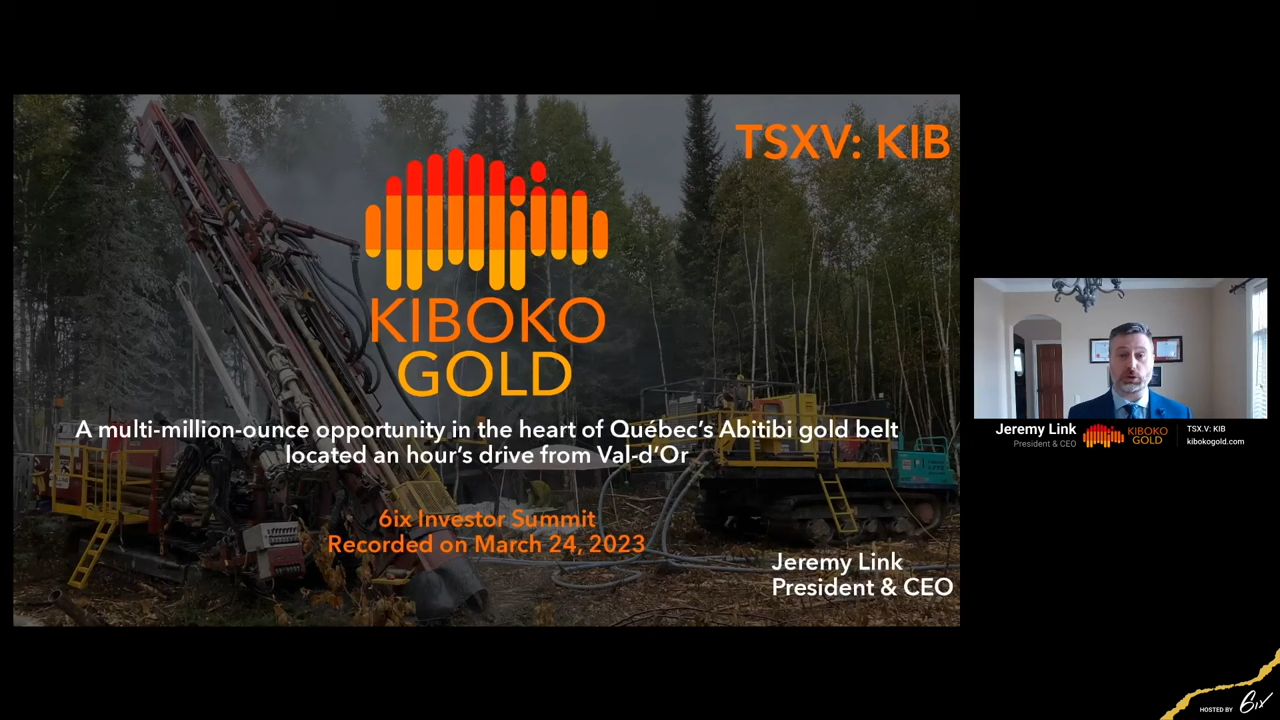 TSXV: KIB
KIBOKO
GOLD
A multi-million-ounce opportunity in the heart of Québec's Abitibi gold belt
located an hour's drive from Val-d'Or
6ix Investor Summit
Recorded on March 24, 2023
Jeremy Link
President & CEO
Jeremy Link
President & CEO
KIBOKO
GOLD
TSX.V: KIB
kibokogold.com
HOSTED BY 6ix